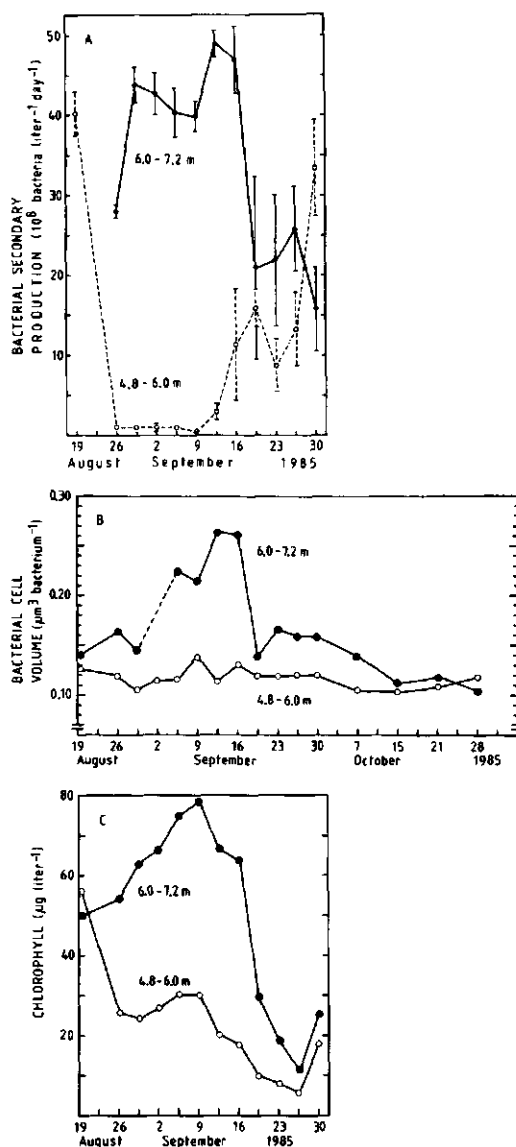 A
50
40
30
20
10
BACTERIAL SECONDARY
PRODUCTION (10⁸ bacteria liter⁻¹ day⁻¹)
6.0-7.2 m
4.8-6.0 m
19 26 2 9 16 23 30
August September 1985
B
0.30
0.20
0.10
BACTERIAL CELL
VOLUME (µm³ bacterium⁻¹)
6.0-7.2 m
4.8-6.0 m
19 26 2 9 16 23 30 7 15 21 28
August September October 1985
C
80
60
40
20
CHLOROPHYLL (µg liter⁻¹)
6.0-7.2 m
4.8-6.0 m
19 26 2 9 16 23 30
August September 1985